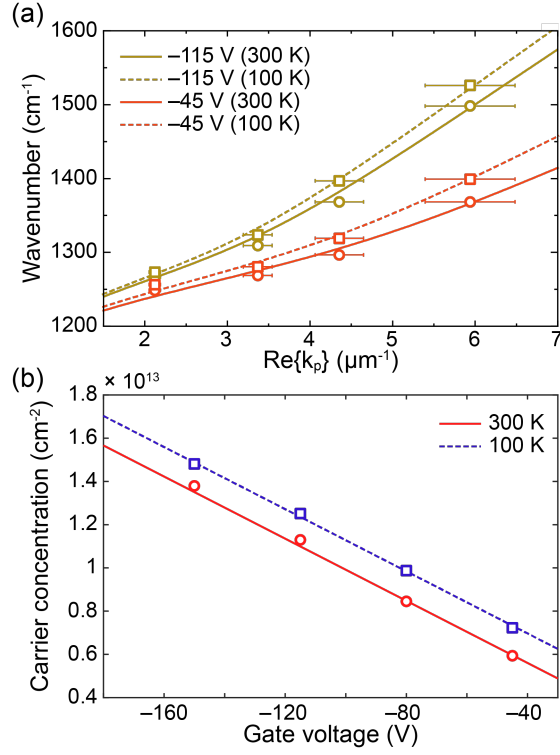 (a)
1600
1500
1400
1300
1200
Wavenumber (cm⁻¹)
–115 V (300 K)
–115 V (100 K)
–45 V (300 K)
–45 V (100 K)
2 3 4 5 6 7
Re{kₚ} (μm⁻¹)
(b)
× 10¹³
1.8
1.6
1.4
1.2
1.0
0.8
0.6
0.4
Carrier concentration (cm⁻²)
300 K
100 K
–160 –120 –80 –40
Gate voltage (V)